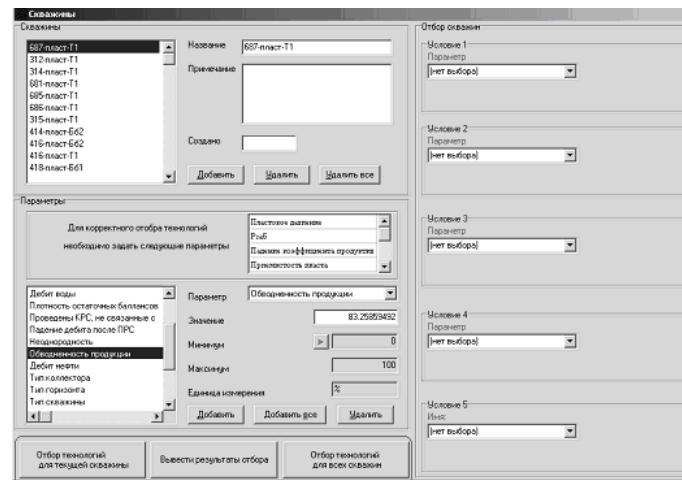 Скважины
Скважины
687-пласт-Т1
312-пласт-Т1
314-пласт-Т1
681-пласт-Т1
685-пласт-Т1
686-пласт-Т1
315-пласт-Т1
414-пласт-Бб2
416-пласт-Бб2
416-пласт-Т1
418-пласт-Бб1
Название 687-пласт-Т1
Примечание
Создано
Добавить Удалить Удалить все
Параметры
Для корректного отбора технологий
необходимо задать следующие параметры
Пластовое давление
Рзаб
Падение коэффициента продуктив
Приемистость пласта
Дебит воды
Плотность остаточных балансов
Проведены КРС, не связанные с
Падение дебита после ПРС
Неоднородность
Обводненность продукции
Дебит нефти
Тип коллектора
Тип горизонта
Тип скважины
Параметр Обводненность продукции
Значение 83.25859492
Минимум 0
Максимум 100
Единица измерения %
Добавить Добавить все Удалить
Отбор технологий
для текущей скважины
Вывести результаты отбора
Отбор технологий
для всех скважин
Отбор скважин
Условие 1
Параметр
(нет выбора)
Условие 2
Параметр
(нет выбора)
Условие 3
Параметр
(нет выбора)
Условие 4
Параметр
(нет выбора)
Условие 5
Имя:
(нет выбора)